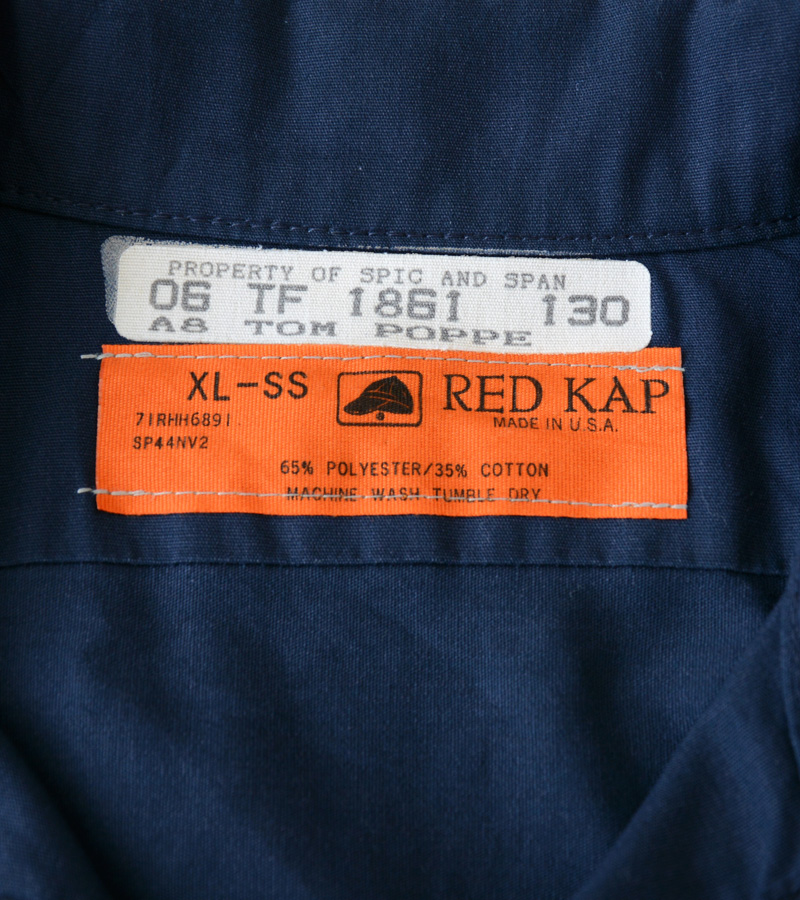 PROPERTY OF SPIC AND SPAN
06 TF 1861 130
A8 TOM POPPE
XL-SS RED KAP
MADE IN U.S.A.
71RHH6891
SP44NV2
65% POLYESTER/35% COTTON
MACHINE WASH TUMBLE DRY